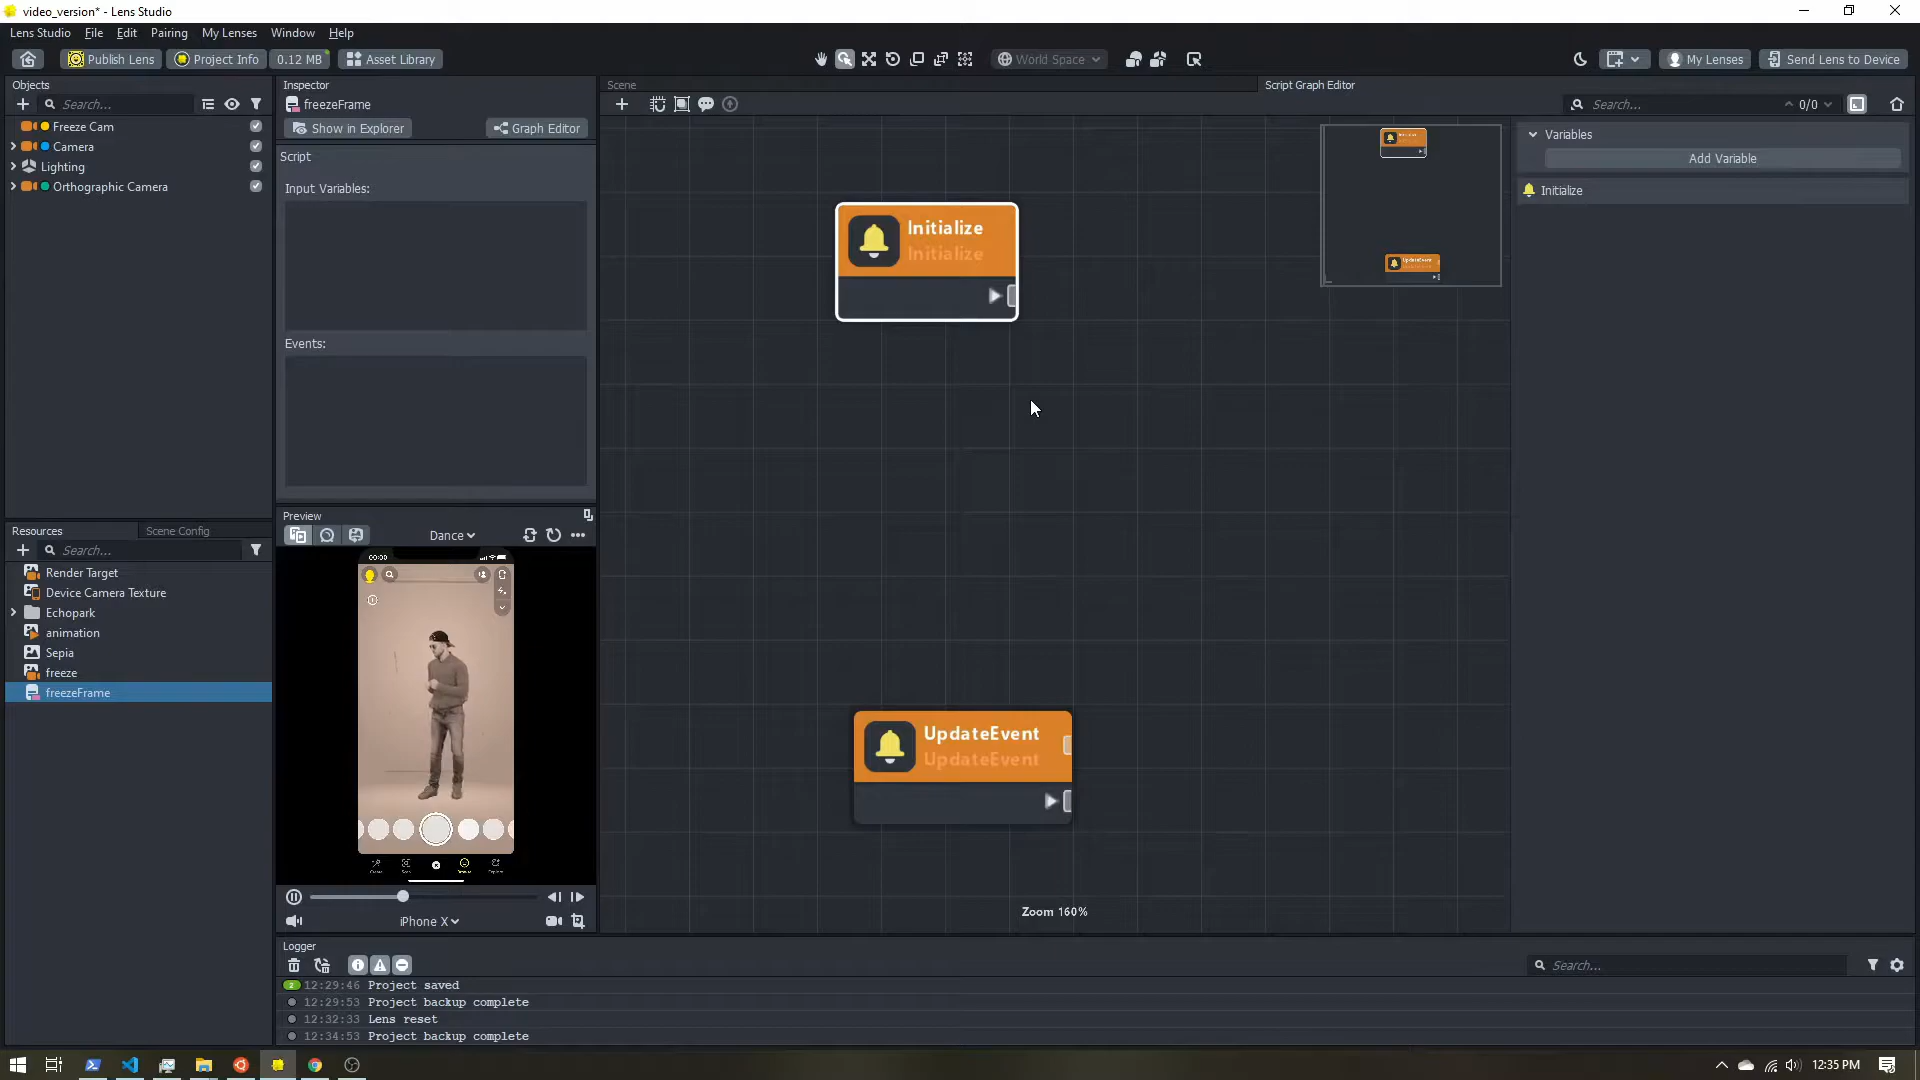 video_version* - Lens Studio
Lens Studio File Edit Pairing My Lenses Window Help
Publish Lens Project Info 0.12 MB Asset Library World Space My Lenses Send Lens to Device
Objects
Search...
Freeze Cam
Camera
Lighting
Orthographic Camera
Inspector
freezeFrame
Show in Explorer Graph Editor
Script
Input Variables:
Events:
Scene
Script Graph Editor
Search... 0/0
Initialize
Initialize
UpdateEvent
UpdateEvent
Zoom 160%
UpdateEvent
UpdateEvent
Variables
Add Variable
Initialize
Preview
Dance
00:00
iPhone X
Resources Scene Config
Search...
Render Target
Device Camera Texture
Echopark
animation
Sepia
freeze
freezeFrame
Logger
Search...
2 12:29:46 Project saved
12:29:53 Project backup complete
12:32:33 Lens reset
12:34:53 Project backup complete
12:35 PM